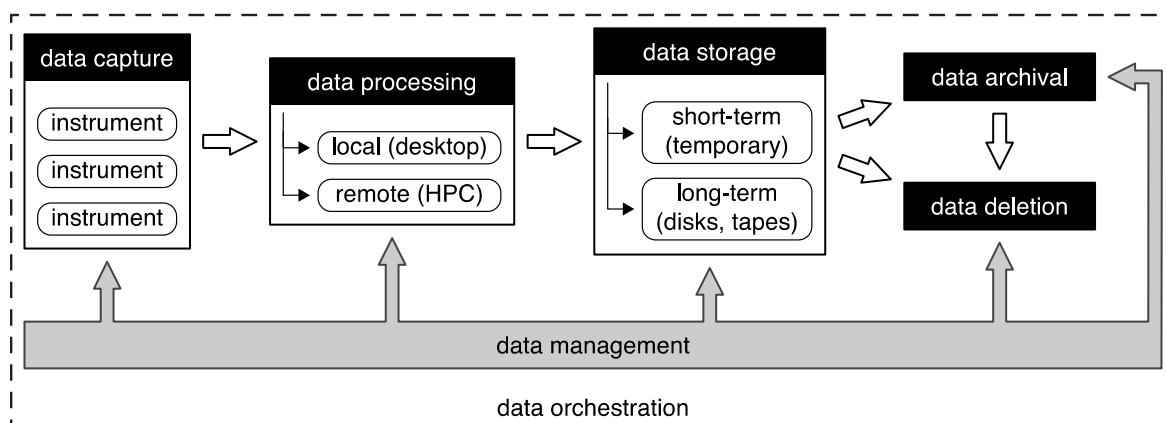 data capture
instrument
instrument
instrument
data processing
local (desktop)
remote (HPC)
data storage
short-term
(temporary)
long-term
(disks, tapes)
data archival
data deletion
data management
data orchestration